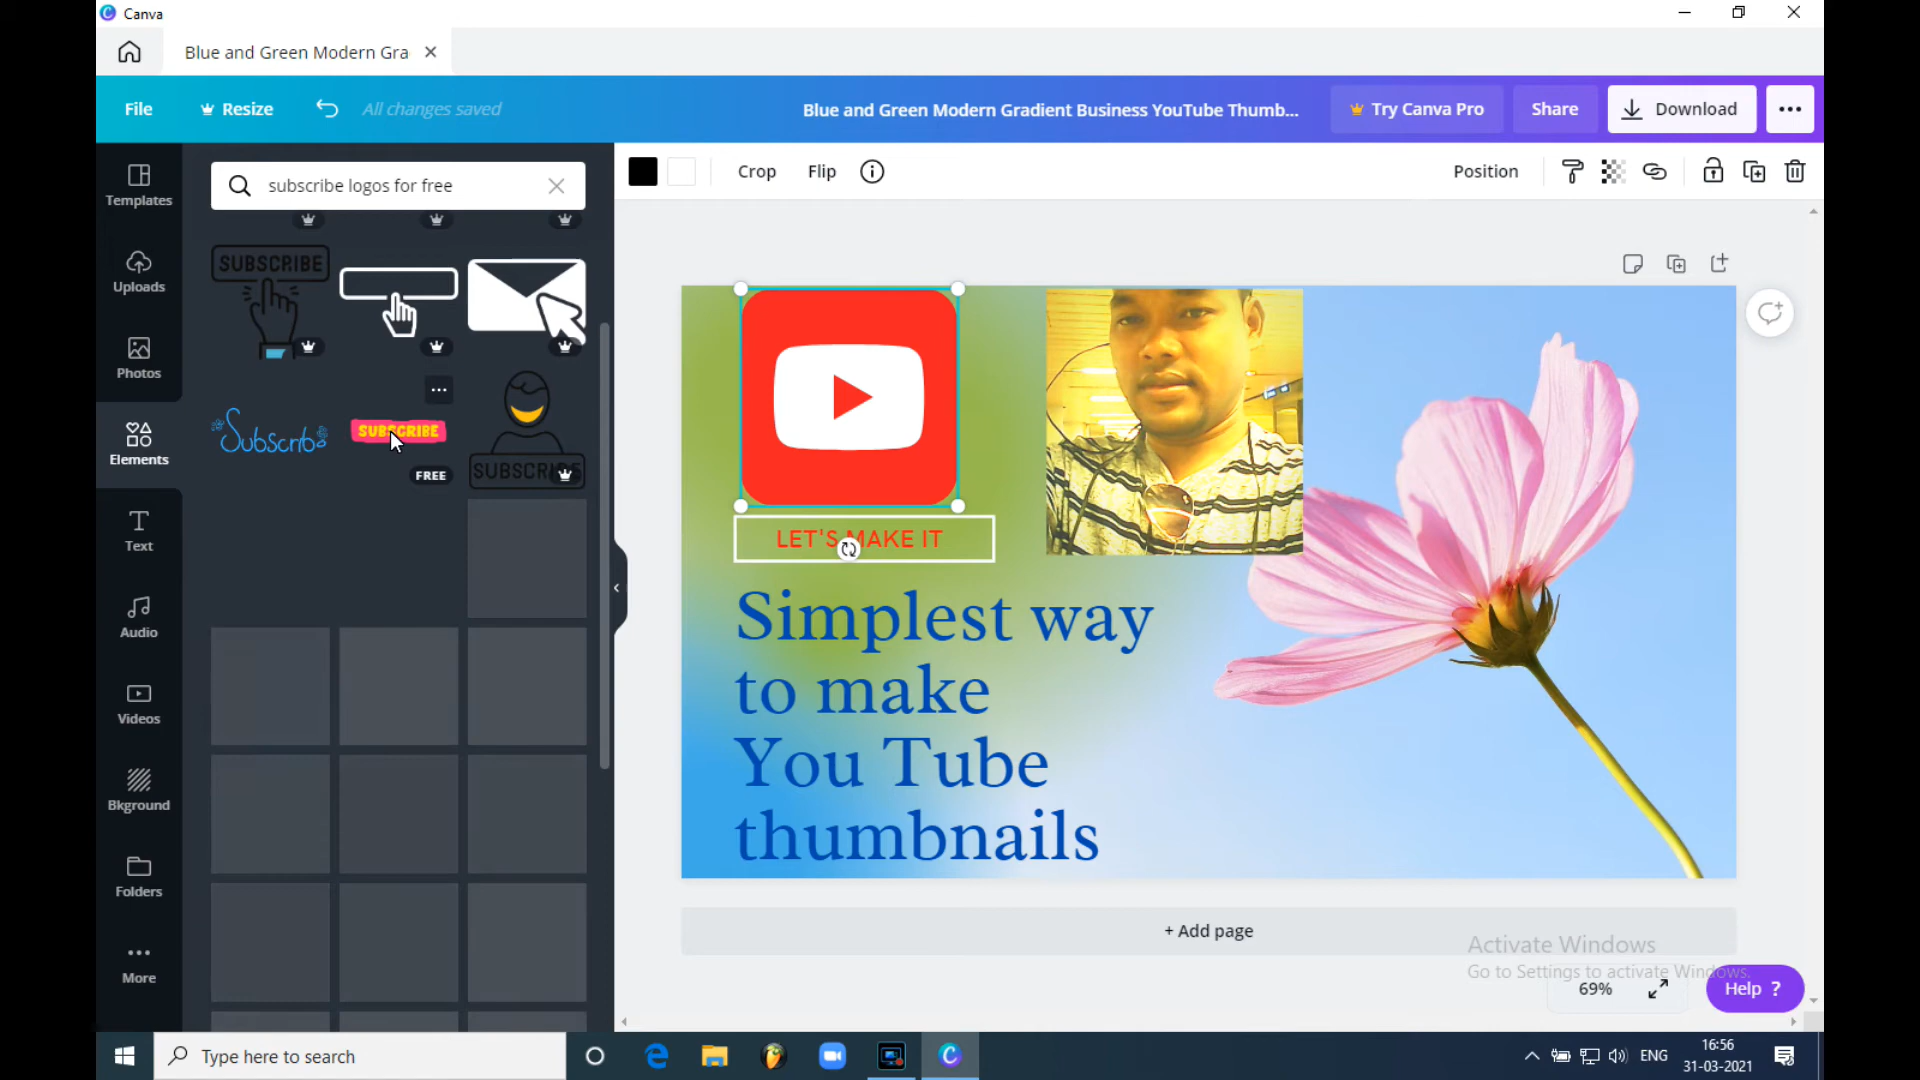 Canva
Blue and Green Modern Gra
File
Resize
All changes saved
Blue and Green Modern Gradient Business YouTube Thumb...
Try Canva Pro
Share
Download
Templates
Uploads
Photos
Elements
Text
Audio
Videos
Bkground
Folders
More
subscribe logos for free
SUBSCRIBE
Subscribe
SUBSCRIBE
FREE
SUBSCRIBE
Crop
Flip
Position
LET'S MAKE IT
Simplest way
to make
You Tube
thumbnails
+ Add page
Activate Windows
Go to Settings to activate Windows.
69%
Help ?
Type here to search
ENG
16:56
31-03-2021